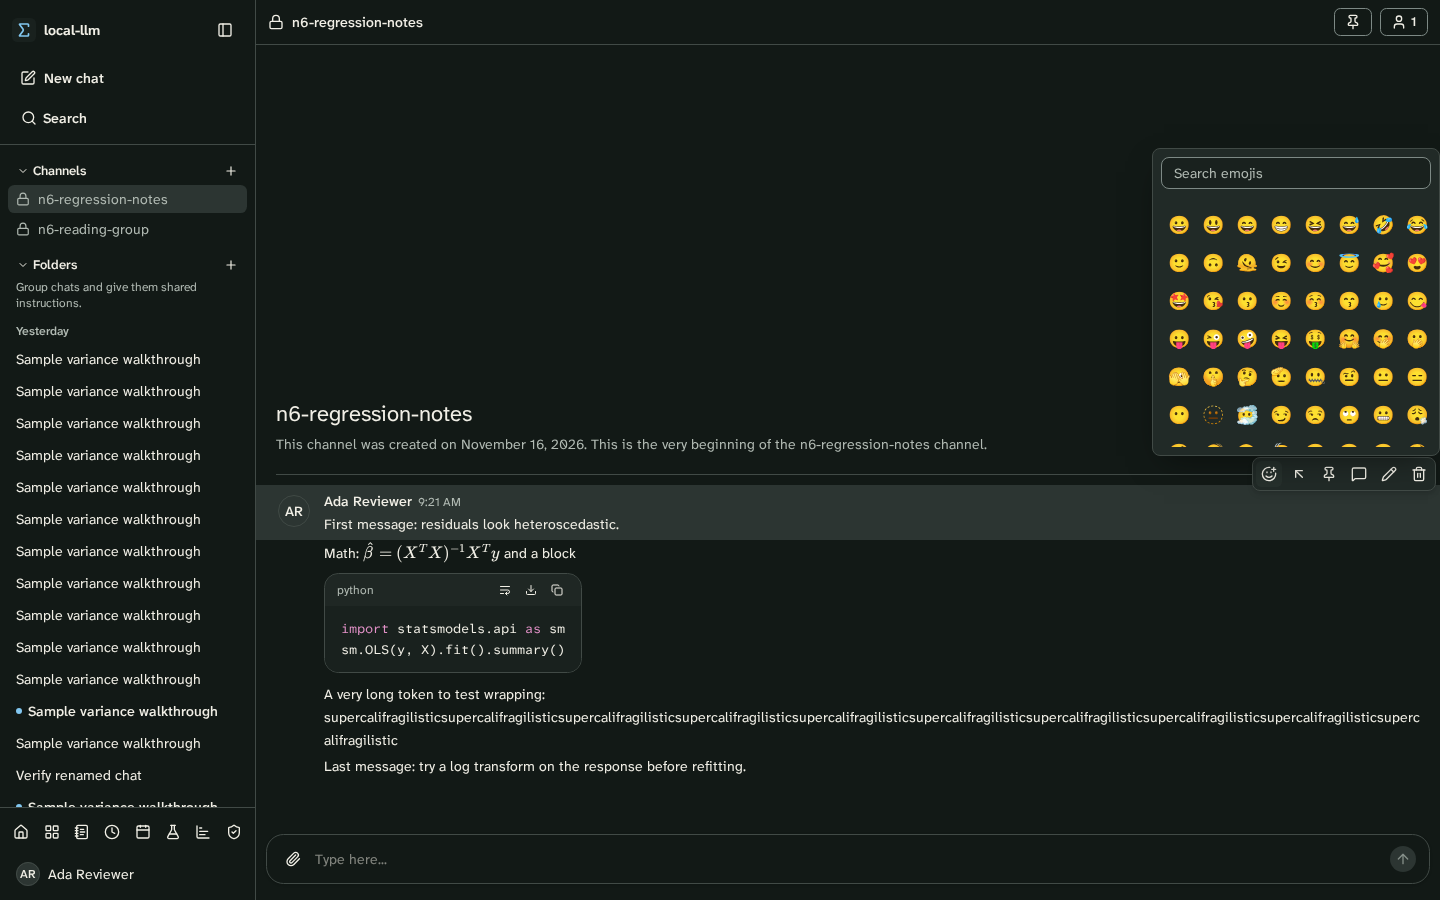 local-llm
New chat
Search
Channels
n6-regression-notes
n6-reading-group
Folders
Group chats and give them shared
instructions.
Yesterday
Sample variance walkthrough
Sample variance walkthrough
Sample variance walkthrough
Sample variance walkthrough
Sample variance walkthrough
Sample variance walkthrough
Sample variance walkthrough
Sample variance walkthrough
Sample variance walkthrough
Sample variance walkthrough
Sample variance walkthrough
Sample variance walkthrough
Sample variance walkthrough
Verify renamed chat
Sample variance walkthrough
AR Ada Reviewer
n6-regression-notes
1
Search emojis
n6-regression-notes
This channel was created on November 16, 2026. This is the very beginning of the n6-regression-notes channel.
AR
Ada Reviewer 9:21 AM
First message: residuals look heteroscedastic.
Math: β̂ = (XᵀX)⁻¹Xᵀy and a block
python
import statsmodels.api as sm
sm.OLS(y, X).fit().summary()
A very long token to test wrapping:
supercalifragilisticsupercalifragilisticsupercalifragilisticsupercalifragilisticsupercalifragilisticsupercalifragilisticsupercalifragilisticsupercalifragilisticsupercalifragilisticsuperc
alifragilistic
Last message: try a log transform on the response before refitting.
Type here...